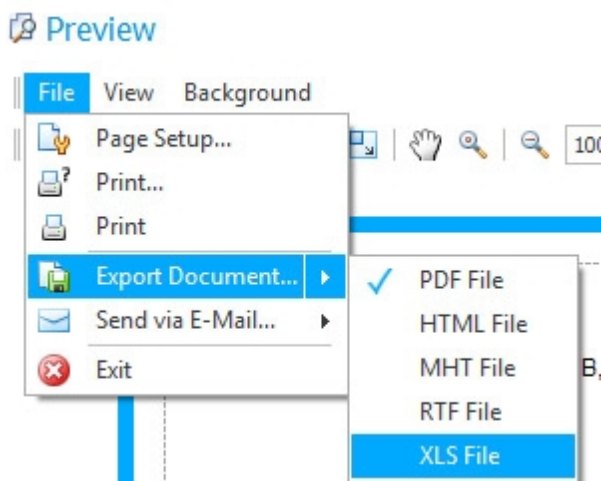 Preview
File View Background
Page Setup...
Print...
Print
Export Document...
Send via E-Mail...
Exit
100
PDF File
HTML File
MHT File
RTF File
XLS File
B,